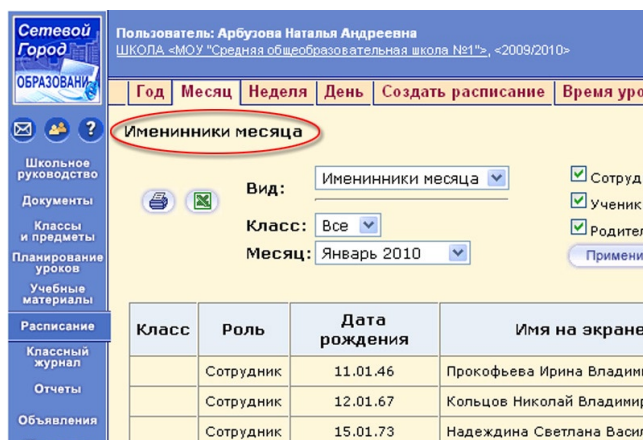 Сетевой
Город
ОБРАЗОВАНИ
Пользователь: Арбузова Наталья Андреевна
ШКОЛА <МОУ "Средняя общеобразовательная школа №1">, <2009/2010>
Год Месяц Неделя День Создать расписание Время уро
?
Именинники месяца
Школьное
руководство
Документы
Классы
и предметы
Планирование
уроков
Учебные
материалы
Расписание
Классный
журнал
Отчеты
Объявления
Вид: Именинники месяца
Класс: Все
Месяц: Январь 2010
Сотруд
Ученик
Родител
Примени
Класс Роль Дата
рождения Имя на экране
Сотрудник 11.01.46 Прокофьева Ирина Владими
Сотрудник 12.01.67 Кольцов Николай Владимир
Сотрудник 15.01.73 Надеждина Светлана Васил